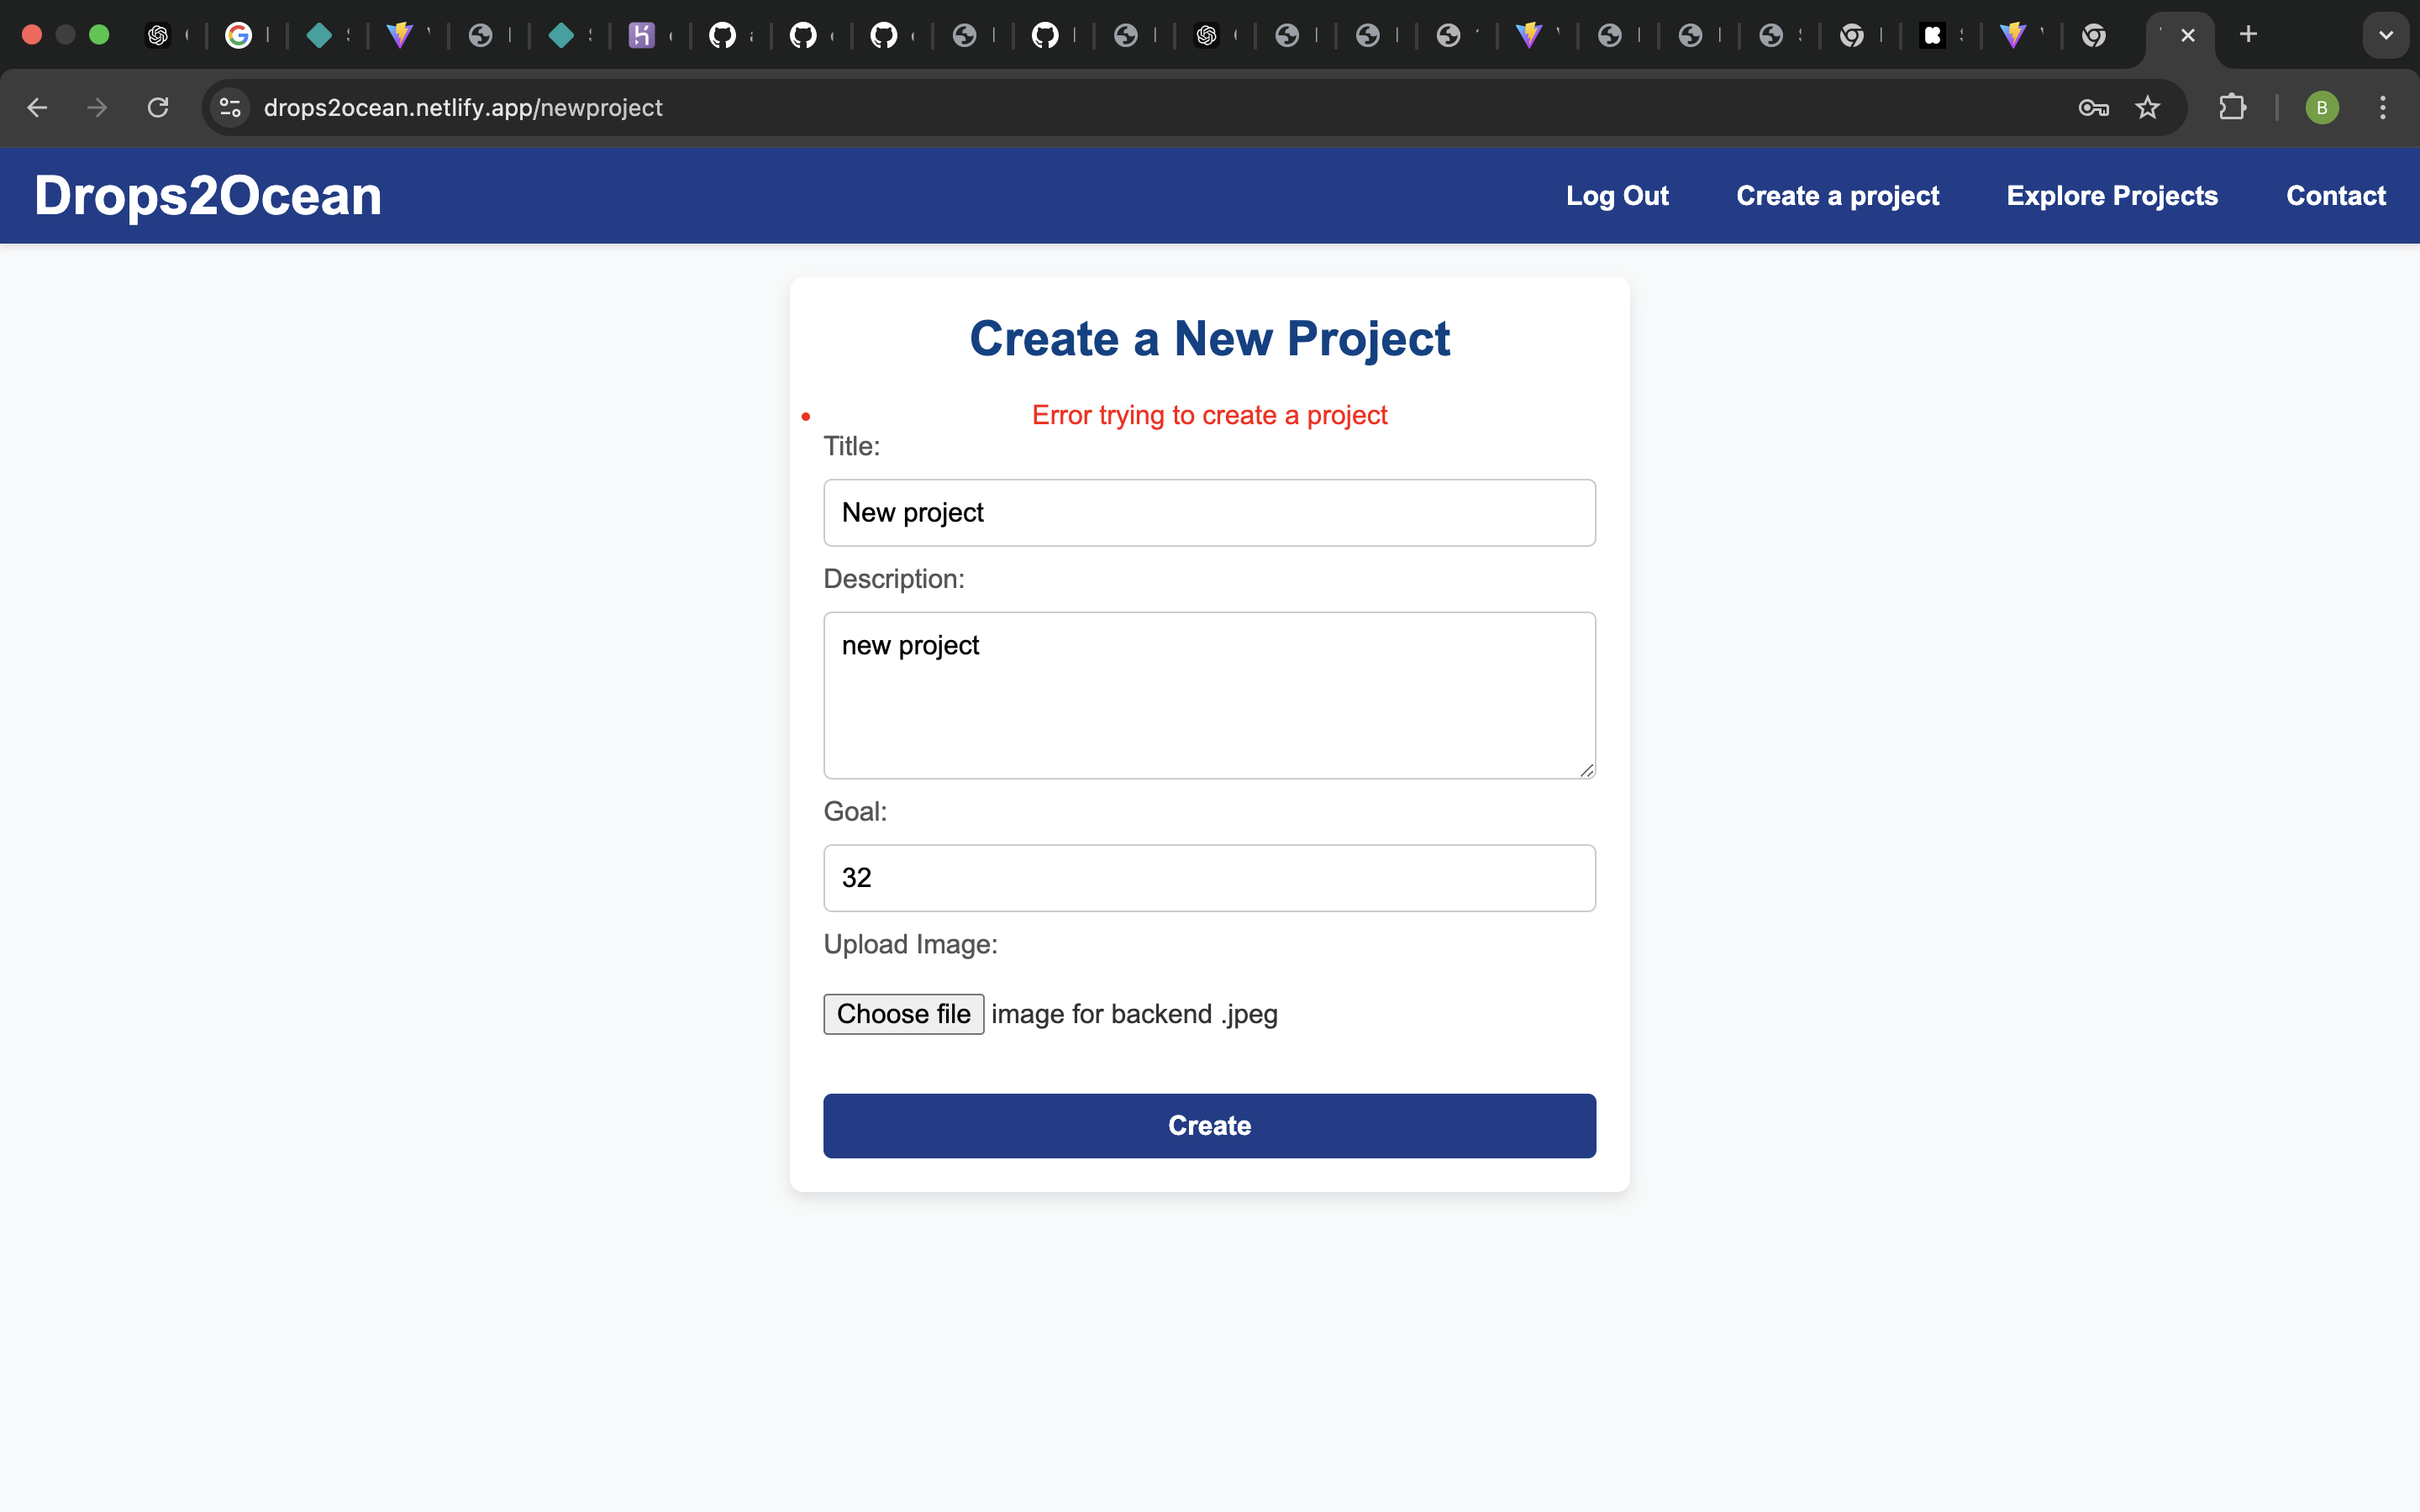 drops2ocean.netlify.app/newproject
B
Drops2Ocean
Log Out
Create a project
Explore Projects
Contact
Create a New Project
• Error trying to create a project
Title:
New project
Description:
new project
Goal:
32
Upload Image:
Choose file image for backend .jpeg
Create